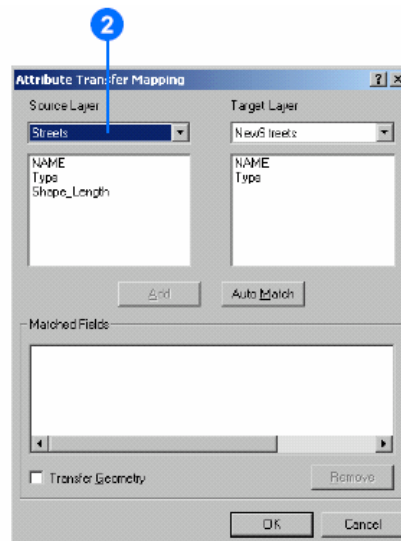 2
Attribute Transfer Mapping
Source Layer Target Layer
Streets NewStreets
NAME NAME
Type Type
Shape_Length
Add Auto Match
Matched Fields
Transfer Geometry Remove
OK Cancel